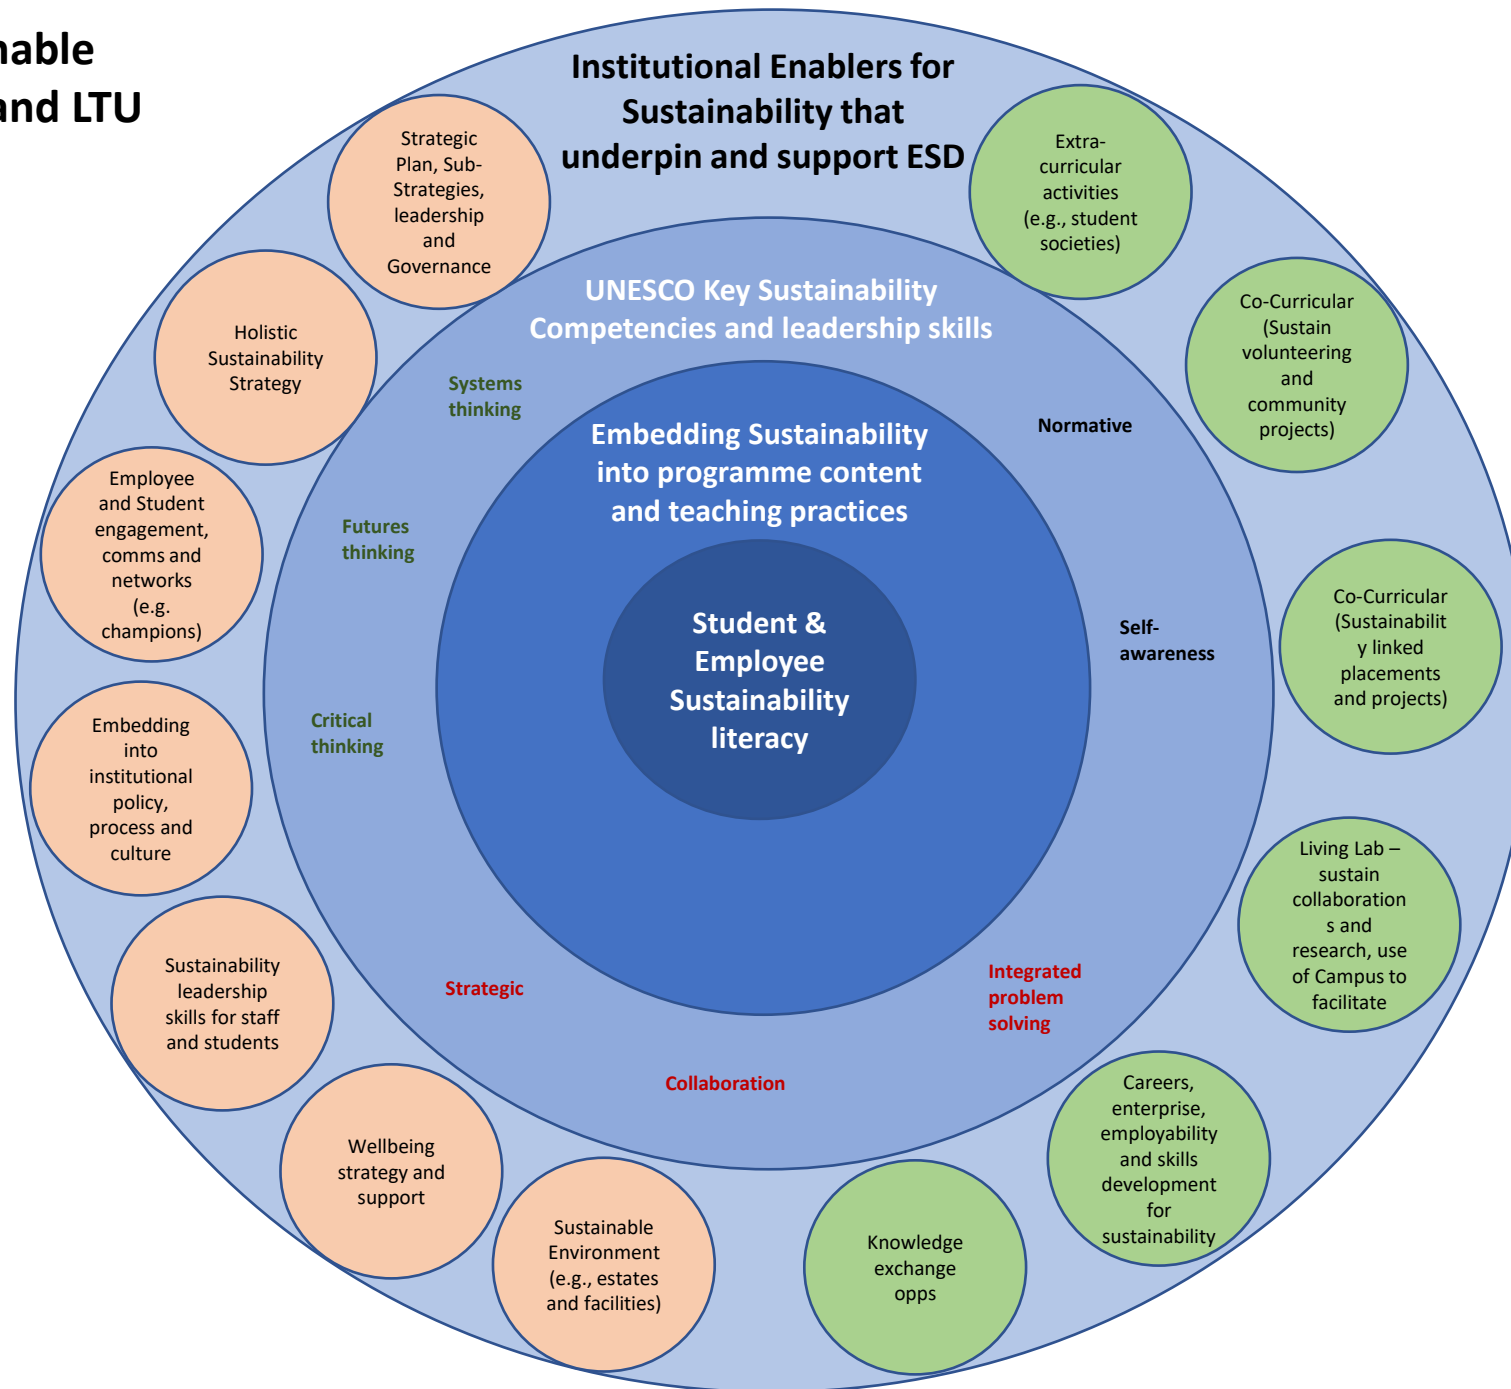 nable
and LTU
Institutional Enablers for
Sustainability that
underpin and support ESD
Strategic
Plan, Sub-
Strategies,
leadership
and
Governance
Extra-
curricular
activities
(e.g., student
societies)
Holistic
Sustainability
Strategy
UNESCO Key Sustainability
Competencies and leadership skills
Co-Curricular
(Sustain
volunteering
and
community
projects)
Systems
thinking
Normative
Embedding Sustainability
into programme content
and teaching practices
Employee
and Student
engagement,
comms and
networks
(e.g.
champions)
Futures
thinking
Student &
Employee
Sustainability
literacy
Self-
awareness
Co-Curricular
(Sustainabilit
y linked
placements
and projects)
Embedding
into
institutional
policy,
process and
culture
Critical
thinking
Living Lab –
sustain
collaboration
s and
research, use
of Campus to
facilitate
Sustainability
leadership
skills for staff
and students
Strategic
Integrated
problem
solving
Collaboration
Careers,
enterprise,
employability
and skills
development
for
sustainability
Wellbeing
strategy and
support
Sustainable
Environment
(e.g., estates
and facilities)
Knowledge
exchange
opps